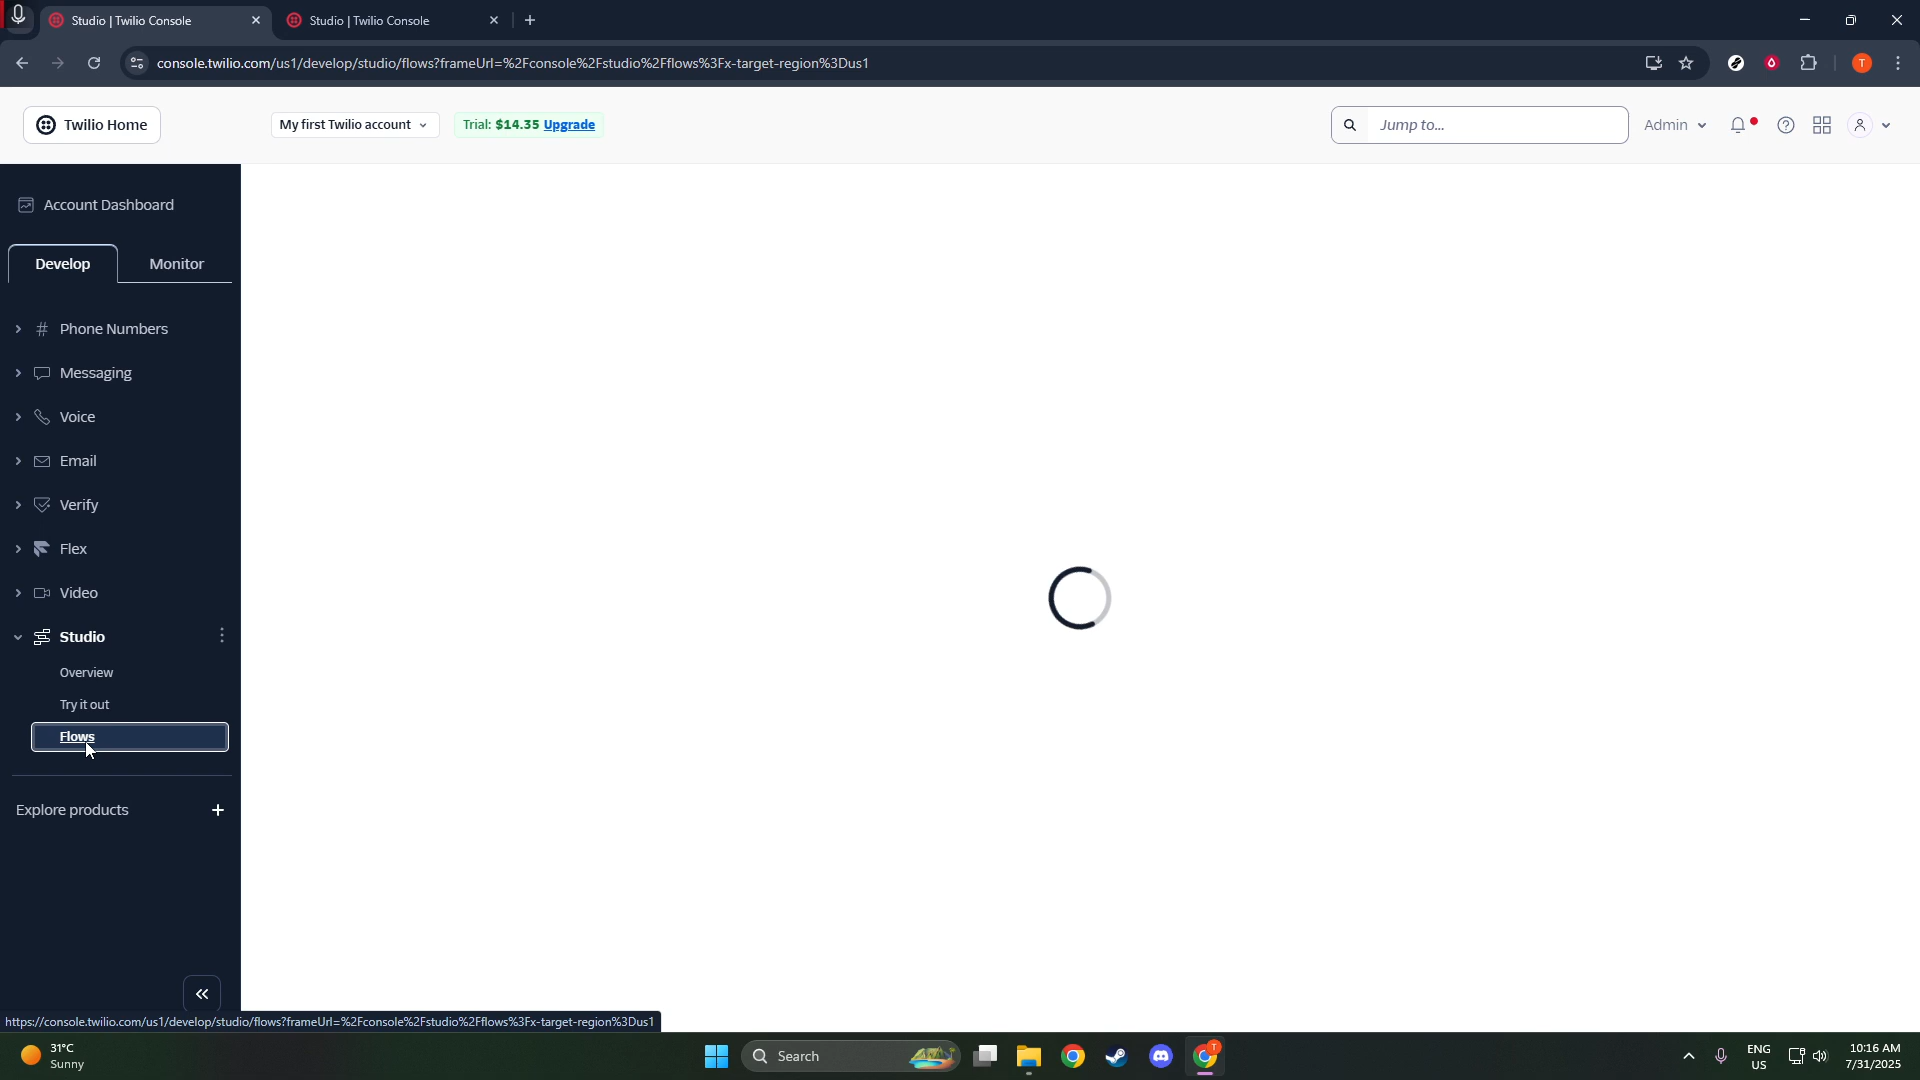 Studio | Twilio Console
Studio | Twilio Console
console.twilio.com/us1/develop/studio/flows?frameUrl=%2Fconsole%2Fstudio%2Fflows%3Fx-target-region%3Dus1
T
Twilio Home
My first Twilio account
Trial: $14.35 Upgrade
Jump to...
Admin
Account Dashboard
Develop
Monitor
Phone Numbers
Messaging
Voice
Email
Verify
Flex
Video
Studio
Overview
Try it out
Flows
Explore products
https://console.twilio.com/us1/develop/studio/flows?frameUrl=%2Fconsole%2Fstudio%2Fflows%3Fx-target-region%3Dus1
31°C
Sunny
Search
T
ENG
US
10:16 AM
7/31/2025